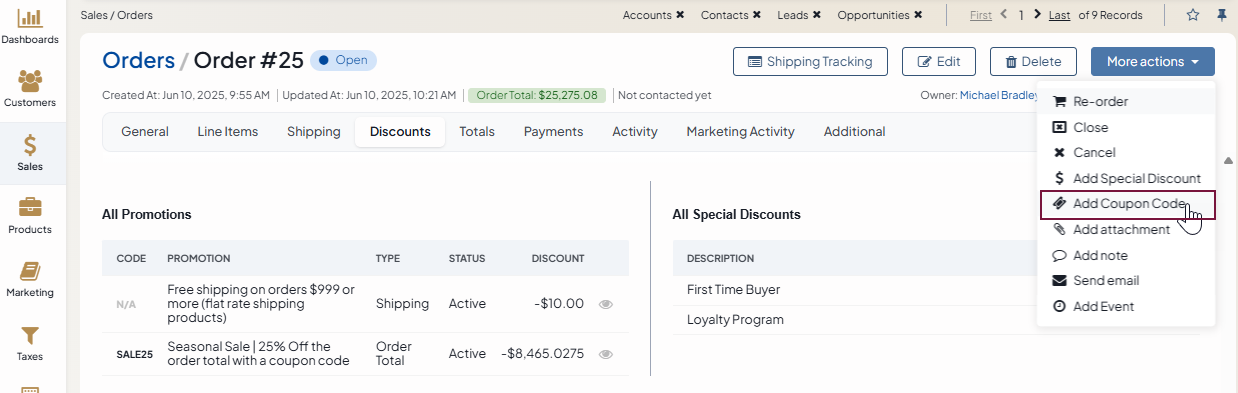 Dashboards
Customers
Sales
Products
Marketing
Taxes
Sales / Orders
Accounts ✖ Contacts ✖ Leads ✖ Opportunities ✖ First < 1 > Last of 9 Records
Orders / Order #25 Open
Shipping Tracking Edit Delete More actions
Created At: Jun 10, 2025, 9:55 AM | Updated At: Jun 10, 2025, 10:21 AM | Order Total: $25,275.08 | Not contacted yet
Owner: Michael Bradley
General Line Items Shipping Discounts Totals Payments Activity Marketing Activity Additional
Re-order
Close
Cancel
Add Special Discount
Add Coupon Code
Add attachment
Add note
Send email
Add Event
All Promotions
CODE PROMOTION TYPE STATUS DISCOUNT
N/A Free shipping on orders $999 or more (flat rate shipping products) Shipping Active -$10.00
SALE25 Seasonal Sale | 25% Off the order total with a coupon code Order Total Active -$8,465.0275
All Special Discounts
DESCRIPTION
First Time Buyer
Loyalty Program